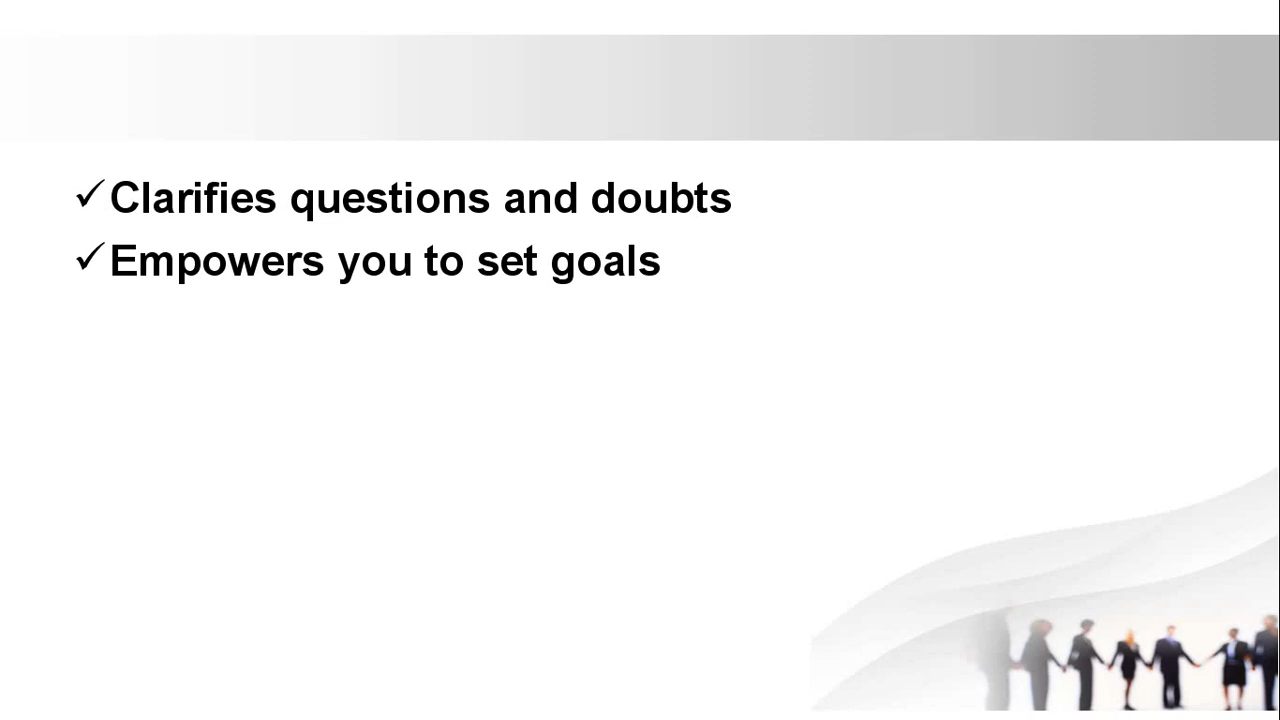 ✓Clarifies questions and doubts
✓Empowers you to set goals